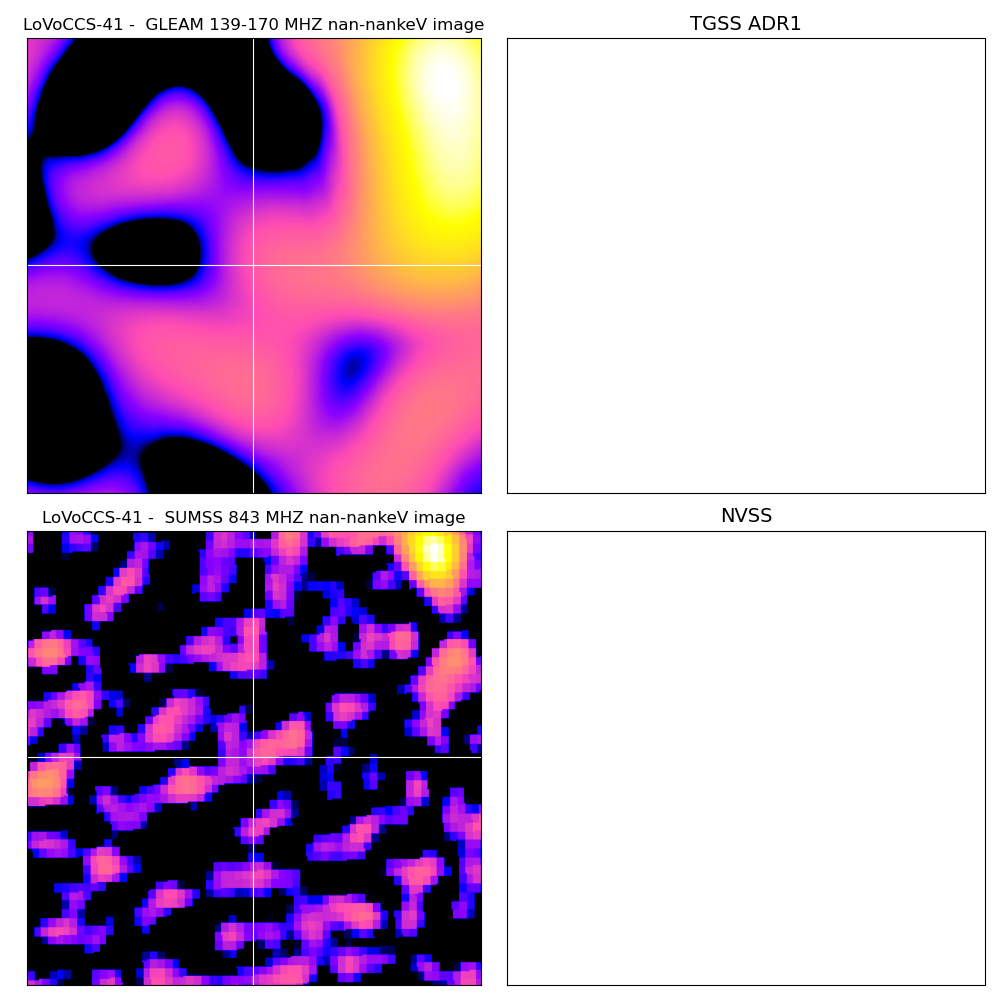 LoVoCCS-41 - GLEAM 139-170 MHZ nan-nankeV image
TGSS ADR1
LoVoCCS-41 - SUMSS 843 MHZ nan-nankeV image
NVSS